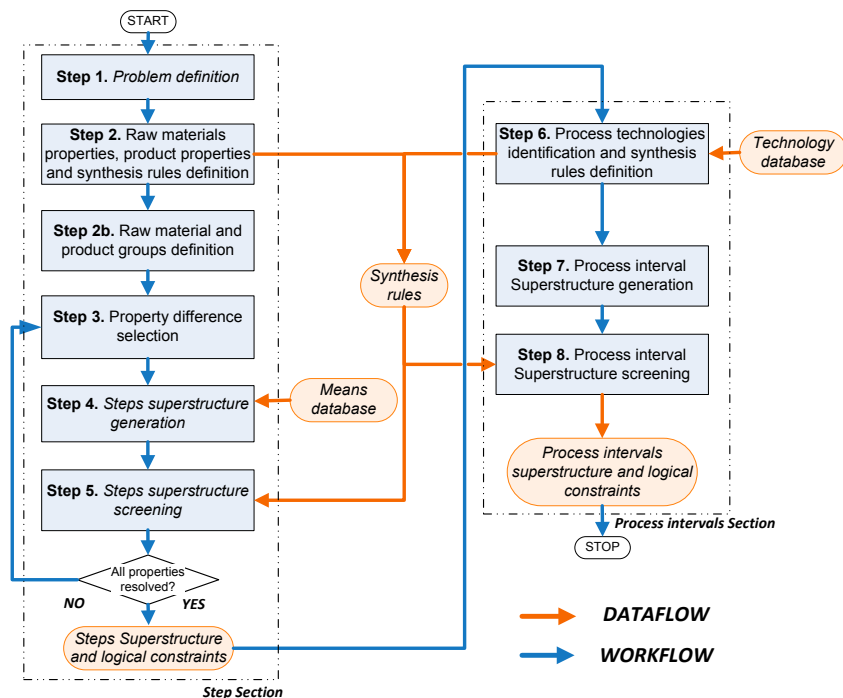 START
Step 1. Problem definition
Step 2. Raw materials
properties, product properties
and synthesis rules definition
Step 2b. Raw material and
product groups definition
Step 3. Property difference
selection
Step 4. Steps superstructure
generation
Means
database
Step 5. Steps superstructure
screening
All properties
resolved?
NO
YES
Steps Superstructure
and logical constraints
Step Section
Synthesis
rules
Step 6. Process technologies
identification and synthesis
rules definition
Technology
database
Step 7. Process interval
Superstructure generation
Step 8. Process interval
Superstructure screening
Process intervals
superstructure and logical
constraints
Process intervals Section
STOP
DATAFLOW
WORKFLOW